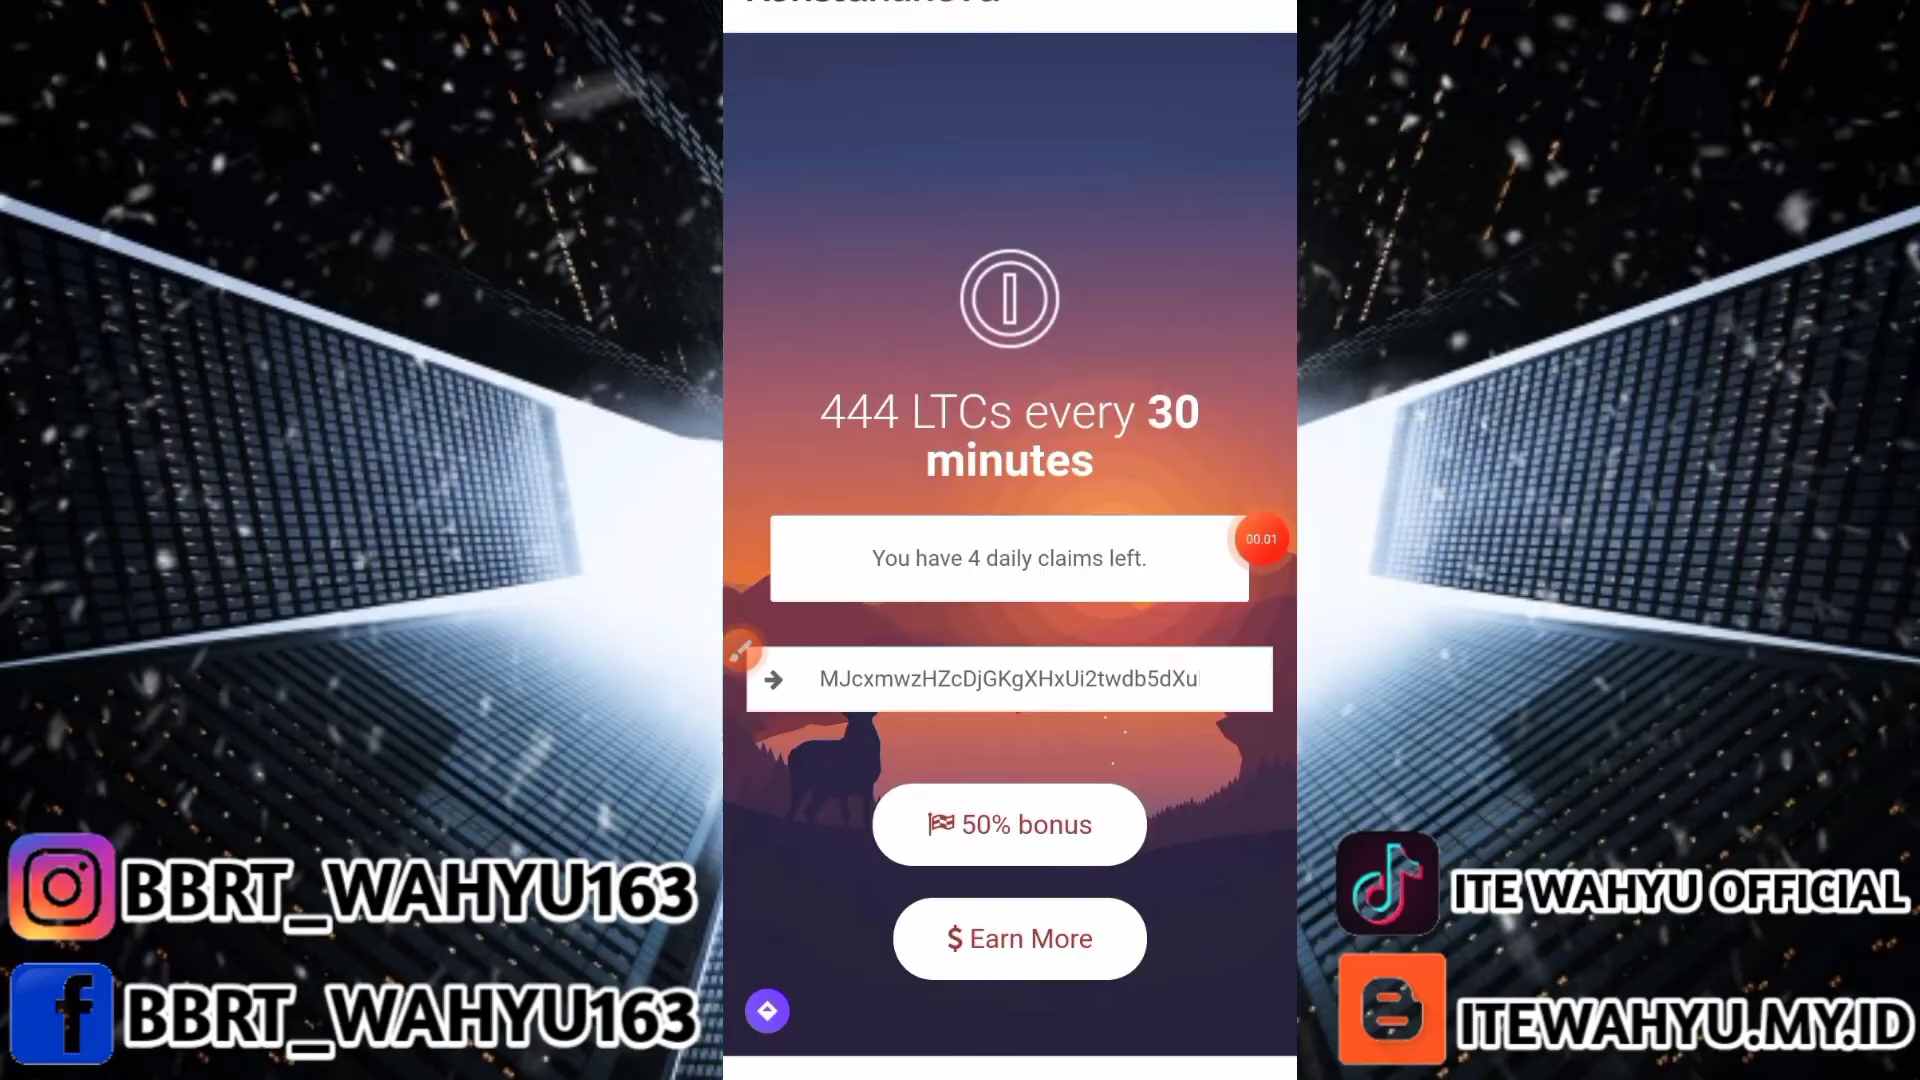 444 LTCs every 30
minutes
You have 4 daily claims left.
00.01
MJcxmwzHZcDjGKgXHxUi2twdb5dXu
50% bonus
$ Earn More
BBRT_WAHYU163
BBRT_WAHYU163
ITE WAHYU OFFICIAL
ITEWAHYU.MY.ID